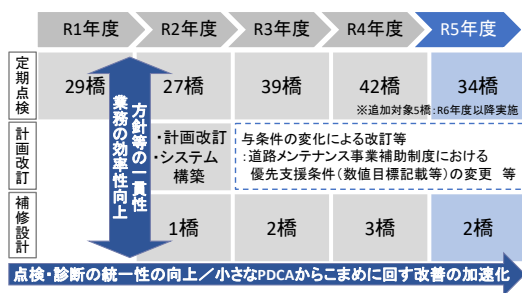 R1年度 R2年度 R3年度 R4年度 R5年度
定期点検
29橋 27橋 39橋 42橋 34橋
※追加対象5橋:R6年度以降実施
方針等の一貫性
業務の効率性向上
計画改訂
・計画改訂
・システム
構築
与条件の変化による改訂等
:道路メンテナンス事業補助制度における
優先支援条件(数値目標記載等)の変更 等
補修設計
1橋 2橋 3橋 2橋
点検・診断の統一性の向上/小さなPDCAからこまめに回す改善の加速化